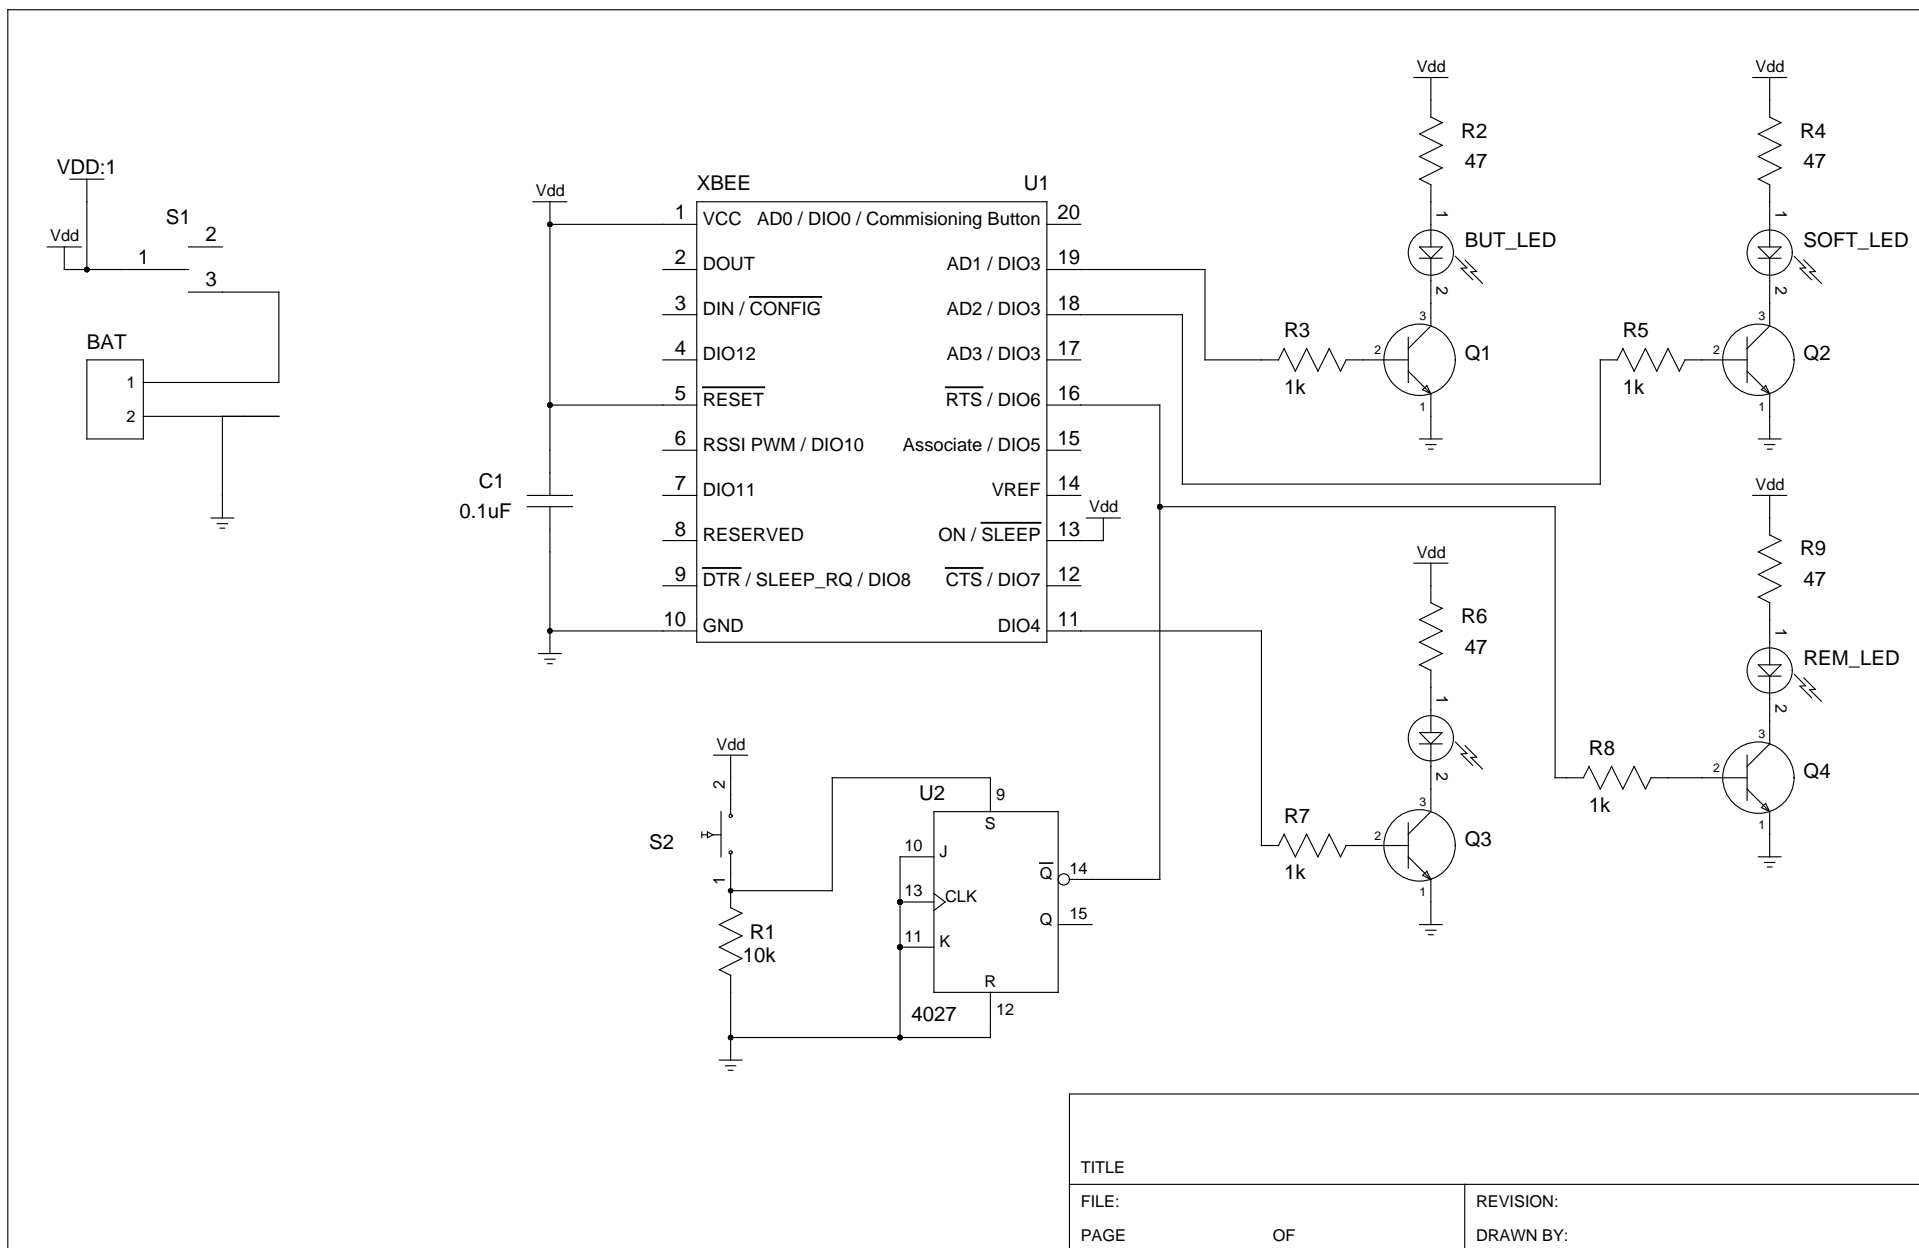 VDD:1
Vdd
S1
1
2
3
BAT
1
2
Vdd
C1
0.1uF
XBEE
U1
1 VCC
2 DOUT
3 DIN / CONFIG
4 DIO12
5 RESET
6 RSSI PWM / DIO10
7 DIO11
8 RESERVED
9 DTR / SLEEP_RQ / DIO8
10 GND
AD0 / DIO0 / Commisioning Button 20
AD1 / DIO3 19
AD2 / DIO3 18
AD3 / DIO3 17
RTS / DIO6 16
Associate / DIO5 15
VREF 14
ON / SLEEP 13
Vdd
CTS / DIO7 12
DIO4 11
Vdd
R2
47
1
BUT_LED
2
3
R3
1k
2
Q1
1
Vdd
R4
47
1
SOFT_LED
2
3
R5
1k
2
Q2
1
Vdd
R6
47
1
2
3
R7
1k
2
Q3
1
Vdd
R9
47
1
REM_LED
2
3
R8
1k
2
Q4
1
Vdd
2
S2
1
R1
10k
U2
9
S
10 J
13 CLK
11 K
R
12
Q 14
Q 15
4027
TITLE
FILE:
REVISION:
PAGE OF
DRAWN BY: